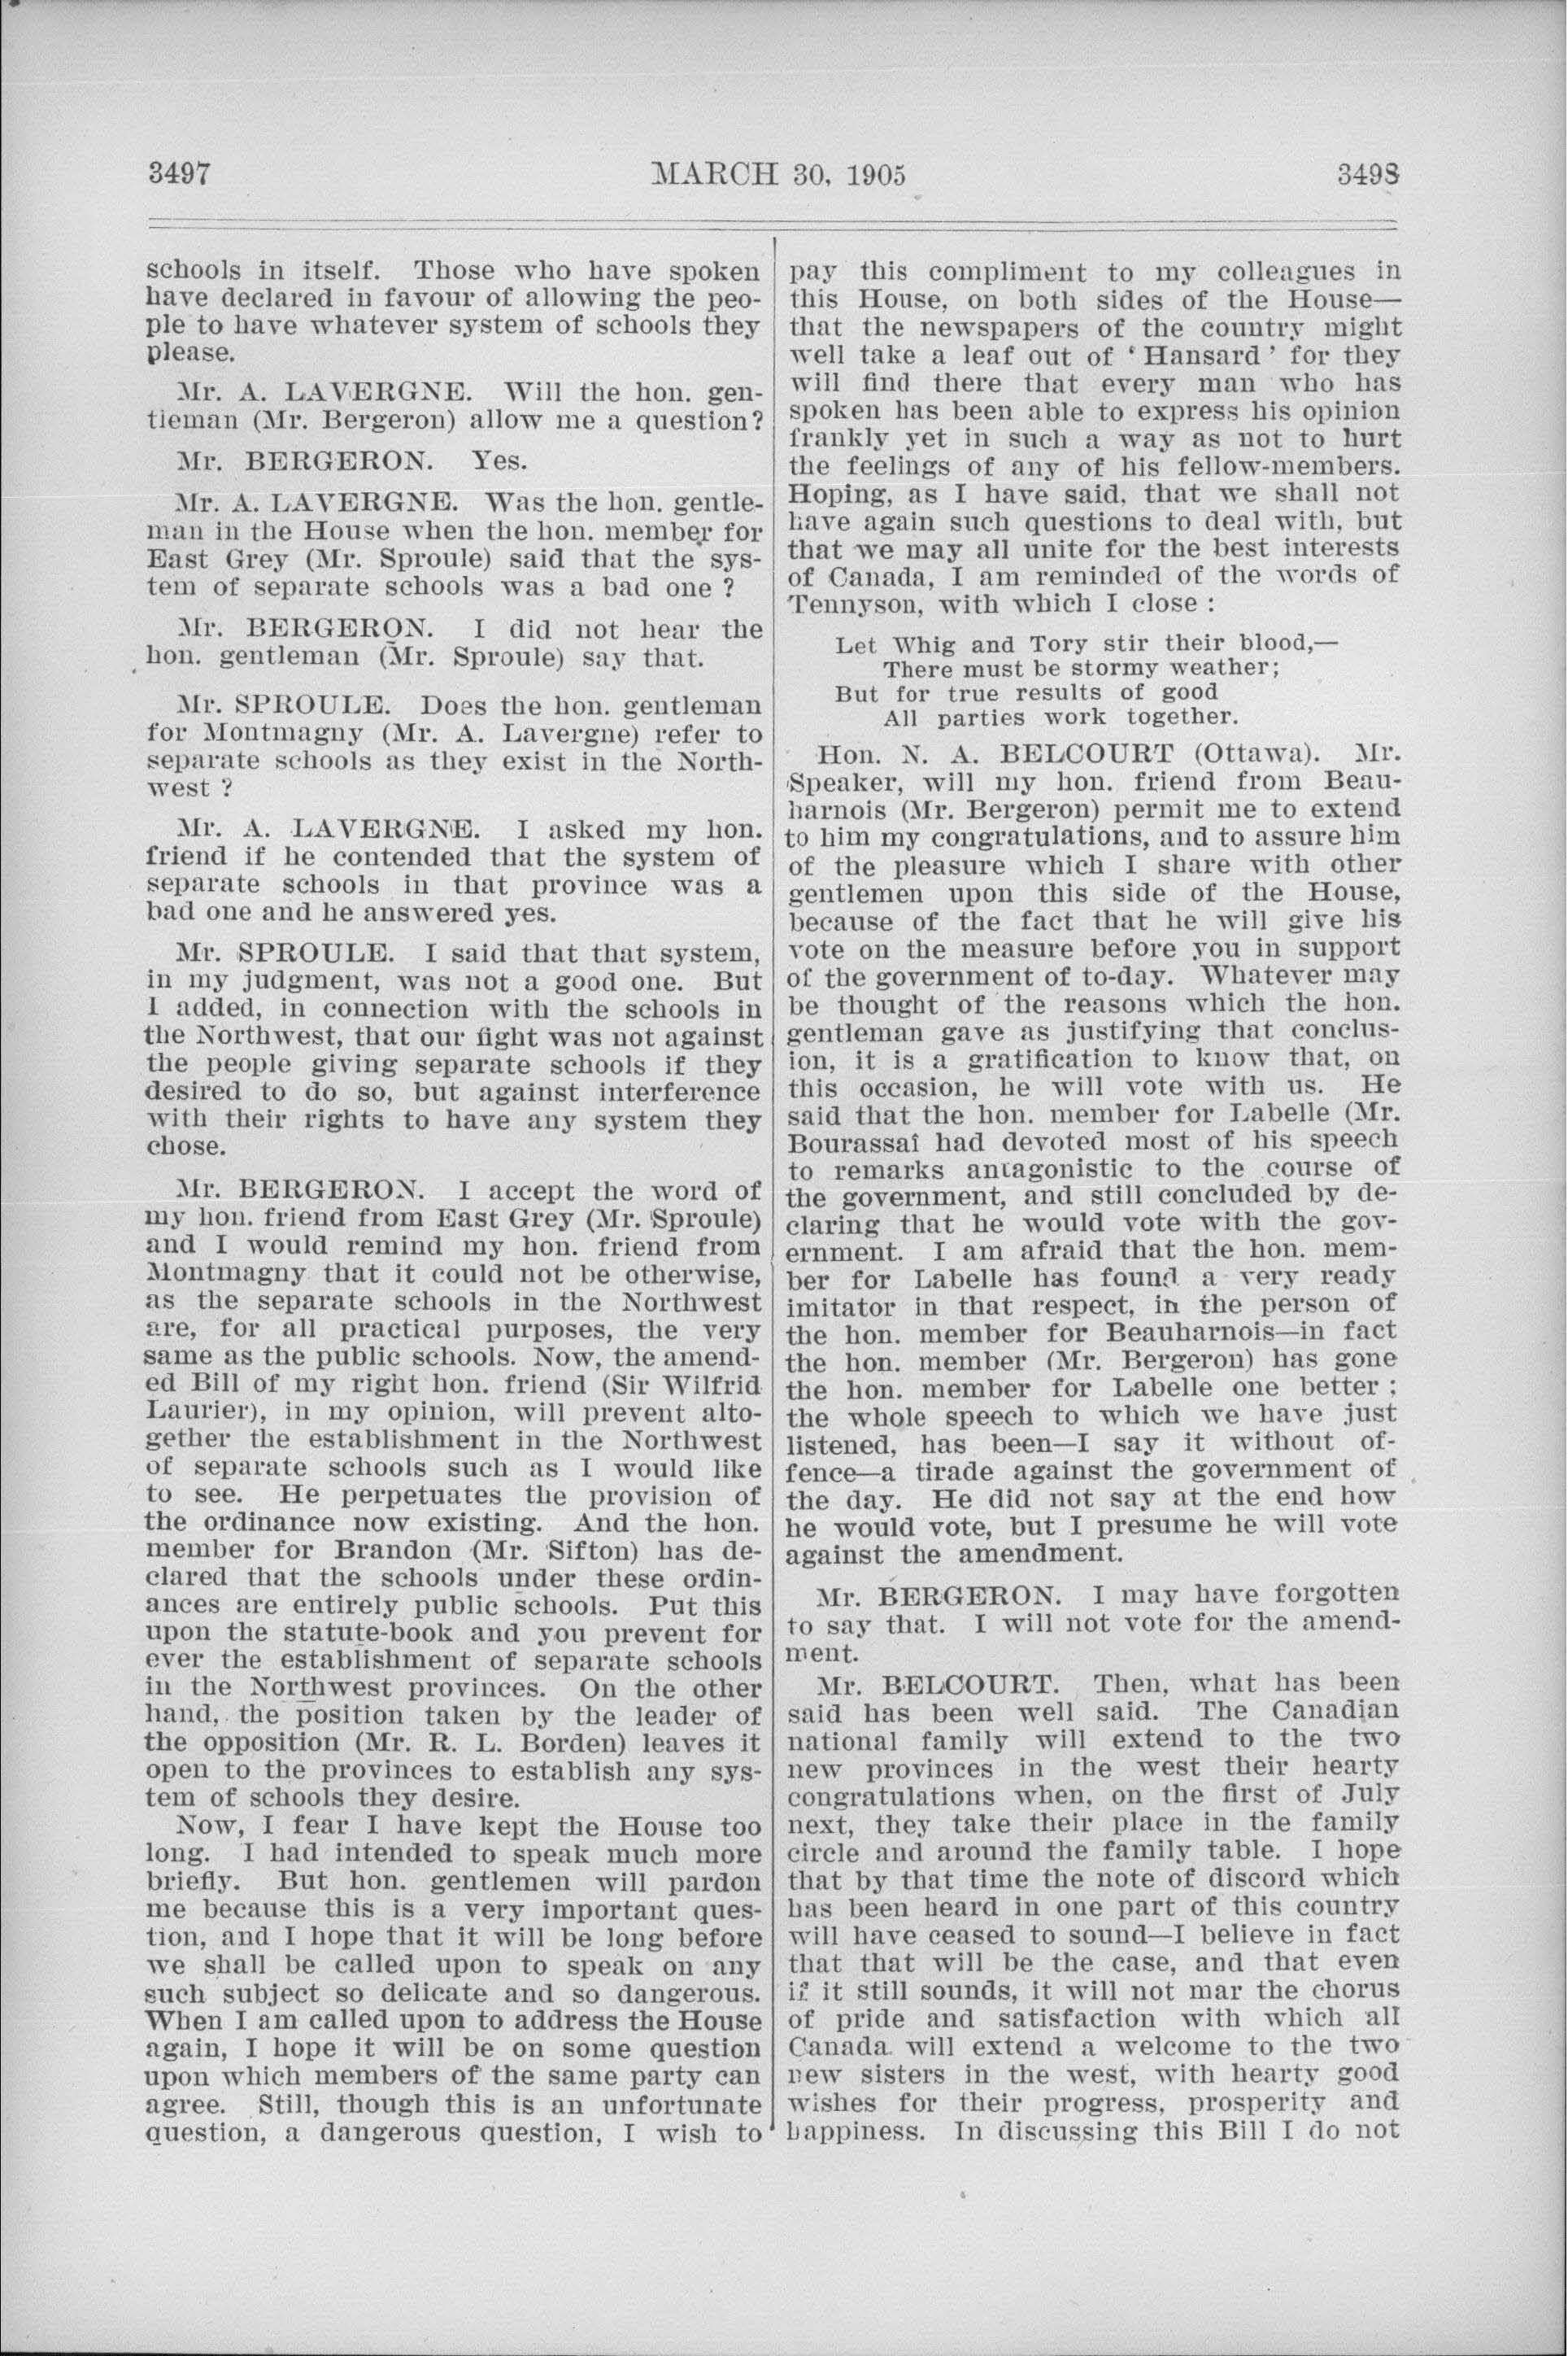 3497 MARCH 30, 1905 3498
schools in itself. Those who have spoken
have declared in favour of allowing the peo-
ple to have whatever system of schools they
please.
Mr. A. LAVERGNE. Will the hon. gen-
tieman (Mr. Bergeron) allow me a question?
Mr. BERGERON. Yes.
Mr. A. LAVERGNE. Was the hon. gentle-
man in the House when the hon. member for
East Grey (Mr. Sproule) said that the sys-
tem of separate schools was a bad one ?
Mr. BERGERON. I did not hear the
hon. gentleman (Mr. Sproule) say that.
Mr. SPROULE. Does the hon. gentleman
for Montmagny (Mr. A. Lavergne) refer to
separate schools as they exist in the North-
west ?
Mr. A. LAVERGNE. I asked my hon.
friend if he contended that the system of
separate schools in that province was a
bad one and he answered yes.
Mr. SPROULE. I said that that system,
in my judgment, was not a good one. But
I added, in connection with the schools in
the Northwest, that our fight was not against
the people giving separate schools if they
desired to do so, but against interference
with their rights to have any system they
chose.
Mr. BERGERON. I accept the word of
my hon. friend from East Grey (Mr. Sproule)
and I would remind my hon. friend from
Montmagny that it could not be otherwise,
as the separate schools in the Northwest
are, for all practical purposes, the very
same as the public schools. Now, the amend-
ed Bill of my right hon. friend (Sir Wilfrid
Laurier), in my opinion, will prevent alto-
gether the establishment in the Northwest
of separate schools such as I would like
to see. He perpetuates the provision of
the ordinance now existing. And the hon.
member for Brandon (Mr. Sifton) has de-
clared that the schools under these ordin-
ances are entirely public schools. Put this
upon the statute-book and you prevent for
ever the establishment of separate schools
in the Northwest provinces. On the other
hand, the position taken by the leader of
the opposition (Mr. R. L. Borden) leaves it
open to the provinces to establish any sys-
tem of schools they desire.
Now, I fear I have kept the House too
long. I had intended to speak much more
briefly. But hon. gentlemen will pardon
me because this is a very important ques-
tion, and I hope that it will be long before
we shall be called upon to speak on any
such subject so delicate and so dangerous.
When I am called upon to address the House
again, I hope it will be on some question
upon which members of the same party can
agree. Still, though this is an unfortunate
question, a dangerous question, I wish to
pay this compliment to my colleagues in
this House, on both sides of the House—
that the newspapers of the country might
well take a leaf out of ‘ Hansard ’ for they
will find there that every man who has
spoken has been able to express his opinion
frankly yet in such a way as not to hurt
the feelings of any of his fellow-members.
Hoping, as I have said, that we shall not
have again such questions to deal with, but
that we may all unite for the best interests
of Canada, I am reminded of the words of
Tennyson, with which I close :
Let Whig and Tory stir their blood,—
There must be stormy weather;
But for true results of good
All parties work together.
Hon. N. A. BELCOURT (Ottawa). Mr.
Speaker, will my hon. friend from Beau-
harnois (Mr. Bergeron) permit me to extend
to him my congratulations, and to assure him
of the pleasure which I share with other
gentlemen upon this side of the House,
because of the fact that he will give his
vote on the measure before you in support
of the government of to-day. Whatever may
be thought of the reasons which the hon.
gentleman gave as justifying that conclus-
ion, it is a gratification to know that, on
this occasion, he will vote with us. He
said that the hon. member for Labelle (Mr.
Bourassaî had devoted most of his speech
to remarks antagonistic to the course of
the government, and still concluded by de-
claring that he would vote with the gov-
ernment. I am afraid that the hon. mem-
ber for Labelle has found a very ready
imitator in that respect, in the person of
the hon. member for Beauharnois—in fact
the hon. member (Mr. Bergeron) has gone
the hon. member for Labelle one better ;
the whole speech to which we have just
listened, has been—I say it without of-
fence—a tirade against the government of
the day. He did not say at the end how
he would vote, but I presume he will vote
against the amendment.
Mr. BERGERON. I may have forgotten
to say that. I will not vote for the amend-
ment.
Mr. BELCOURT. Then, what has been
said has been well said. The Canadian
national family will extend to the two
new provinces in the west their hearty
congratulations when, on the first of July
next, they take their place in the family
circle and around the family table. I hope
that by that time the note of discord which
has been heard in one part of this country
will have ceased to sound—I believe in fact
that that will be the case, and that even
if it still sounds, it will not mar the chorus
of pride and satisfaction with which all
Canada will extend a welcome to the two
new sisters in the west, with hearty good
wishes for their progress, prosperity and
happiness. In discussing this Bill I do not